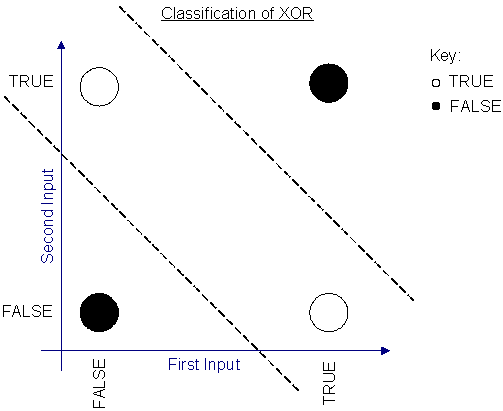 Classification of XOR
Key:
TRUE
FALSE
TRUE
Second Input
FALSE
First Input
FALSE
TRUE